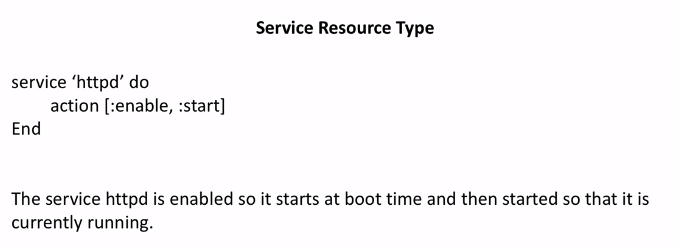 Service Resource Type
service ‘httpd’ do
action [:enable, :start]
End
The service httpd is enabled so it starts at boot time and then started so that it is
currently running.